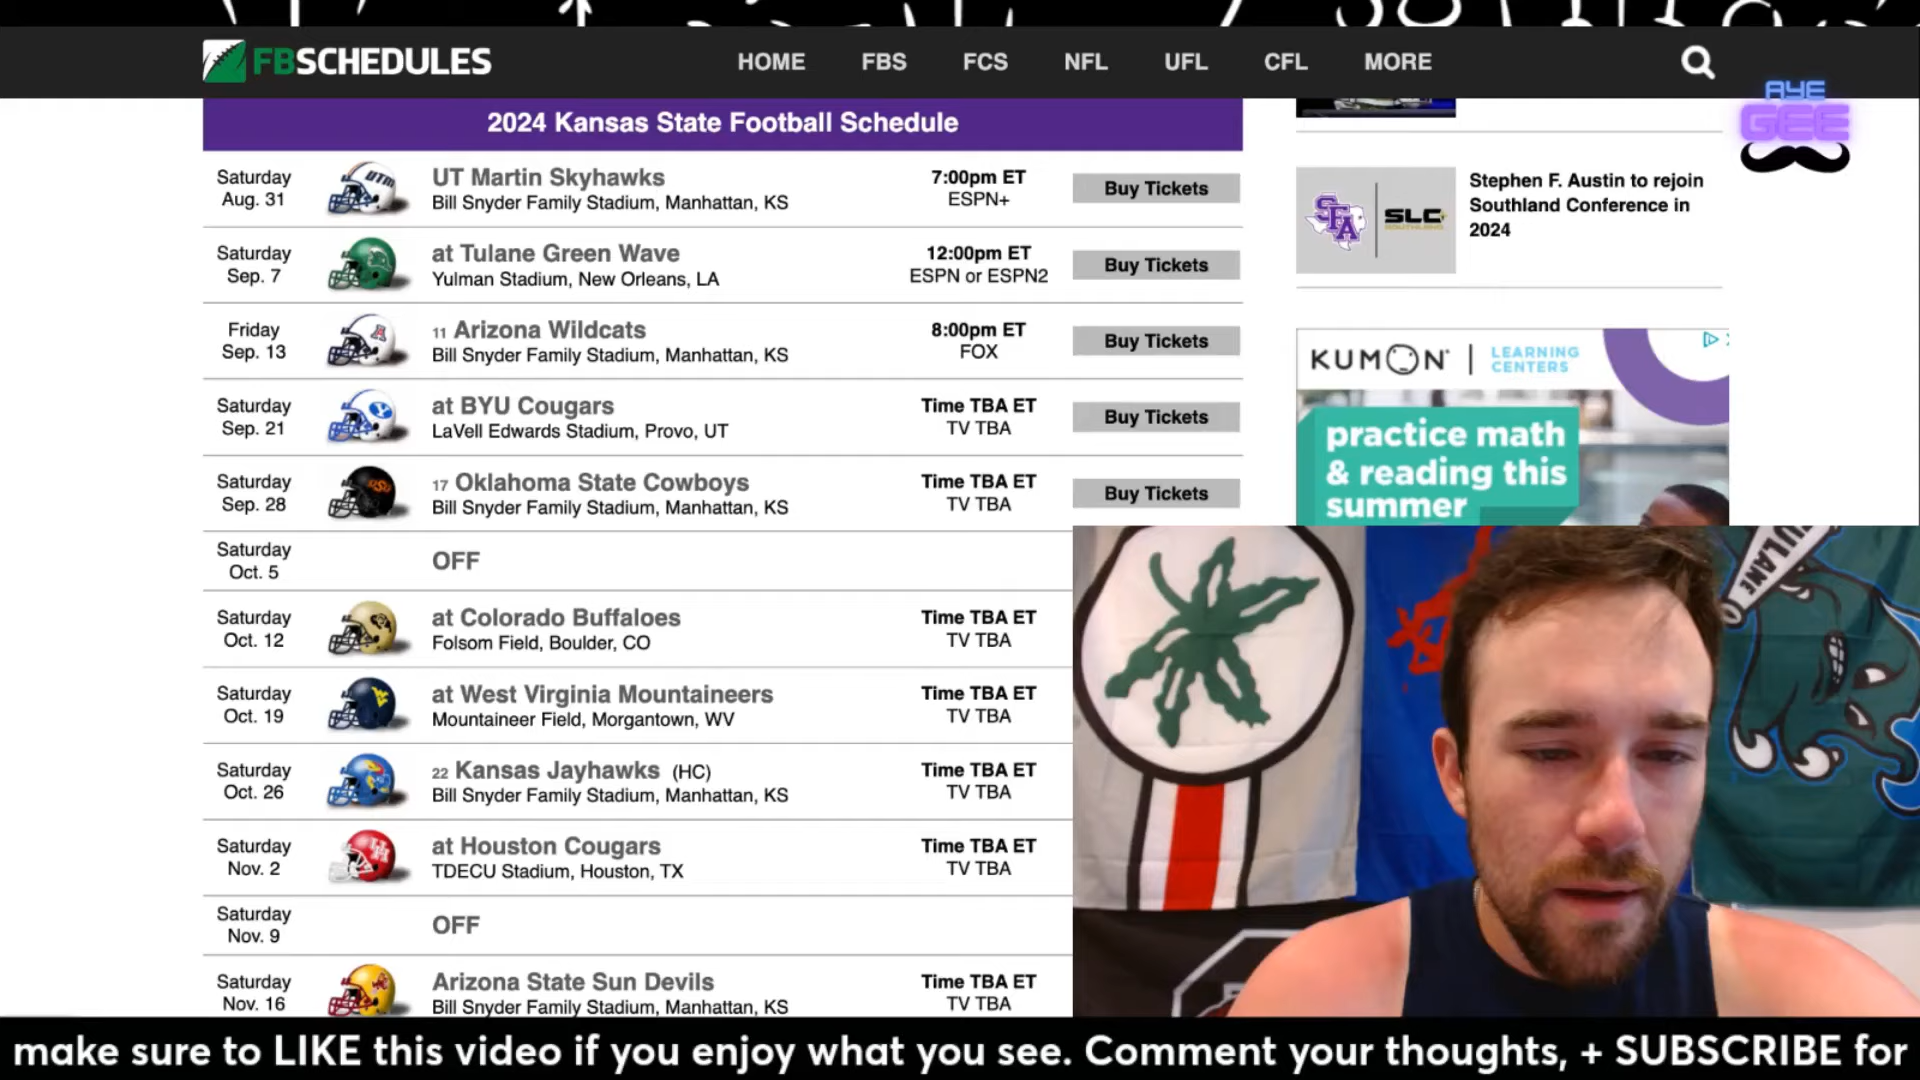 FBSCHEDULES
HOME FBS FCS NFL UFL CFL MORE
AYE
GEE
2024 Kansas State Football Schedule
Saturday
Aug. 31
UTM
UT Martin Skyhawks
Bill Snyder Family Stadium, Manhattan, KS
7:00pm ET
ESPN+
Buy Tickets
Saturday
Sep. 7
at Tulane Green Wave
Yulman Stadium, New Orleans, LA
12:00pm ET
ESPN or ESPN2
Buy Tickets
Friday
Sep. 13
A
11 Arizona Wildcats
Bill Snyder Family Stadium, Manhattan, KS
8:00pm ET
FOX
Buy Tickets
Saturday
Sep. 21
Y
at BYU Cougars
LaVell Edwards Stadium, Provo, UT
Time TBA ET
TV TBA
Buy Tickets
Saturday
Sep. 28
OSU
17 Oklahoma State Cowboys
Bill Snyder Family Stadium, Manhattan, KS
Time TBA ET
TV TBA
Buy Tickets
Saturday
Oct. 5
OFF
Saturday
Oct. 12
CU
at Colorado Buffaloes
Folsom Field, Boulder, CO
Time TBA ET
TV TBA
Saturday
Oct. 19
WV
at West Virginia Mountaineers
Mountaineer Field, Morgantown, WV
Time TBA ET
TV TBA
Saturday
Oct. 26
22 Kansas Jayhawks (HC)
Bill Snyder Family Stadium, Manhattan, KS
Time TBA ET
TV TBA
Saturday
Nov. 2
UH
at Houston Cougars
TDECU Stadium, Houston, TX
Time TBA ET
TV TBA
Saturday
Nov. 9
OFF
Saturday
Nov. 16
Arizona State Sun Devils
Bill Snyder Family Stadium, Manhattan, KS
Time TBA ET
TV TBA
SFA
SLC
SOUTHLAND
Stephen F. Austin to rejoin
Southland Conference in
2024
KUMON
LEARNING
CENTERS
practice math
& reading this
summer
TULANE
make sure to LIKE this video if you enjoy what you see. Comment your thoughts, + SUBSCRIBE for